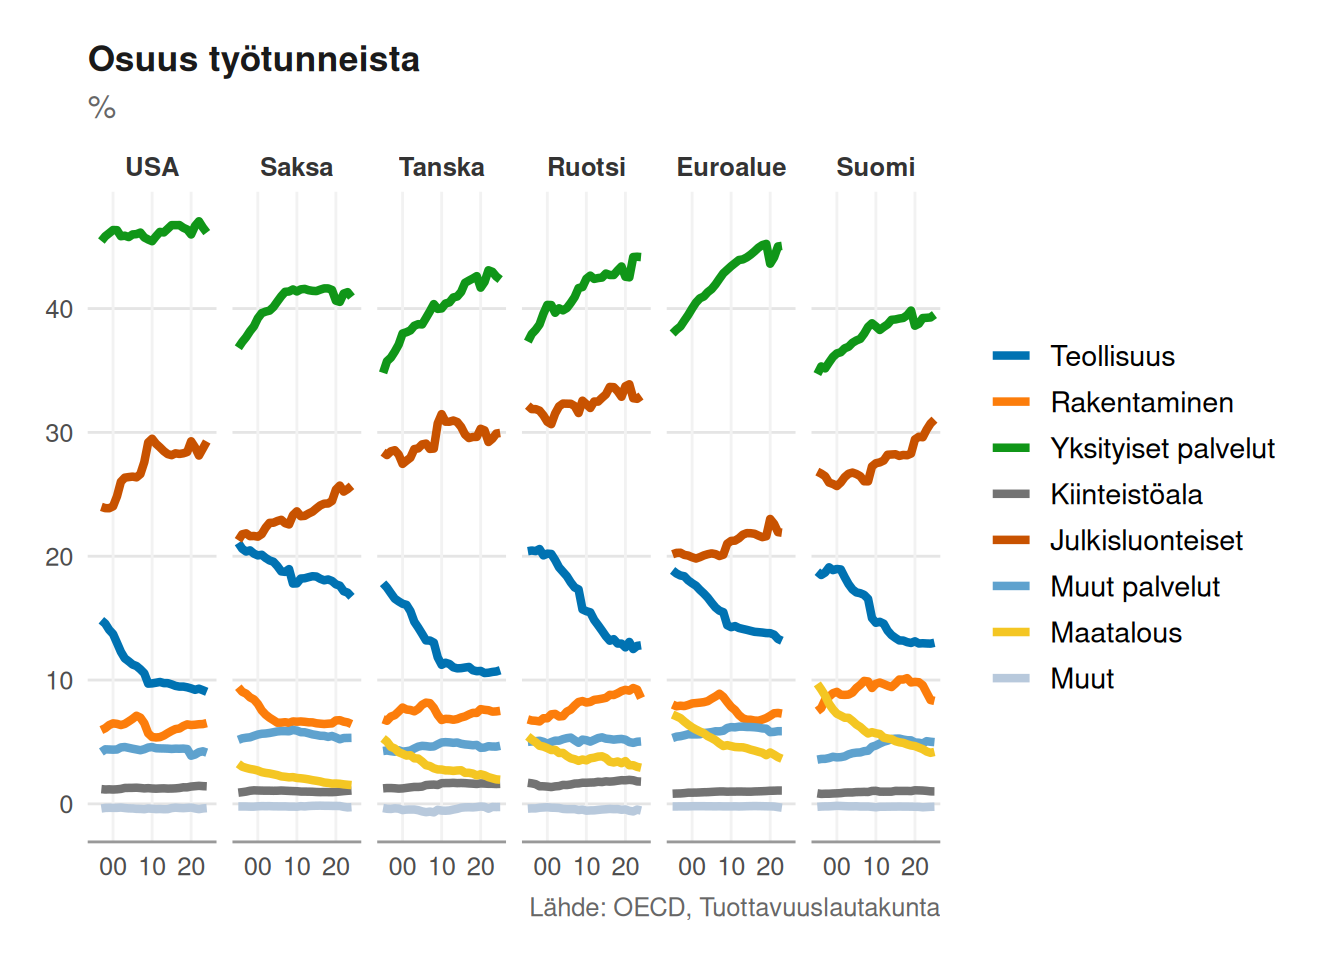 Osuus työtunneista
%
USA Saksa Tanska Ruotsi Euroalue Suomi
40
30
20
10
0
00 10 20 00 10 20 00 10 20 00 10 20 00 10 20 00 10 20
Teollisuus
Rakentaminen
Yksityiset palvelut
Kiinteistöala
Julkisluonteiset
Muut palvelut
Maatalous
Muut
Lähde: OECD, Tuottavuuslautakunta